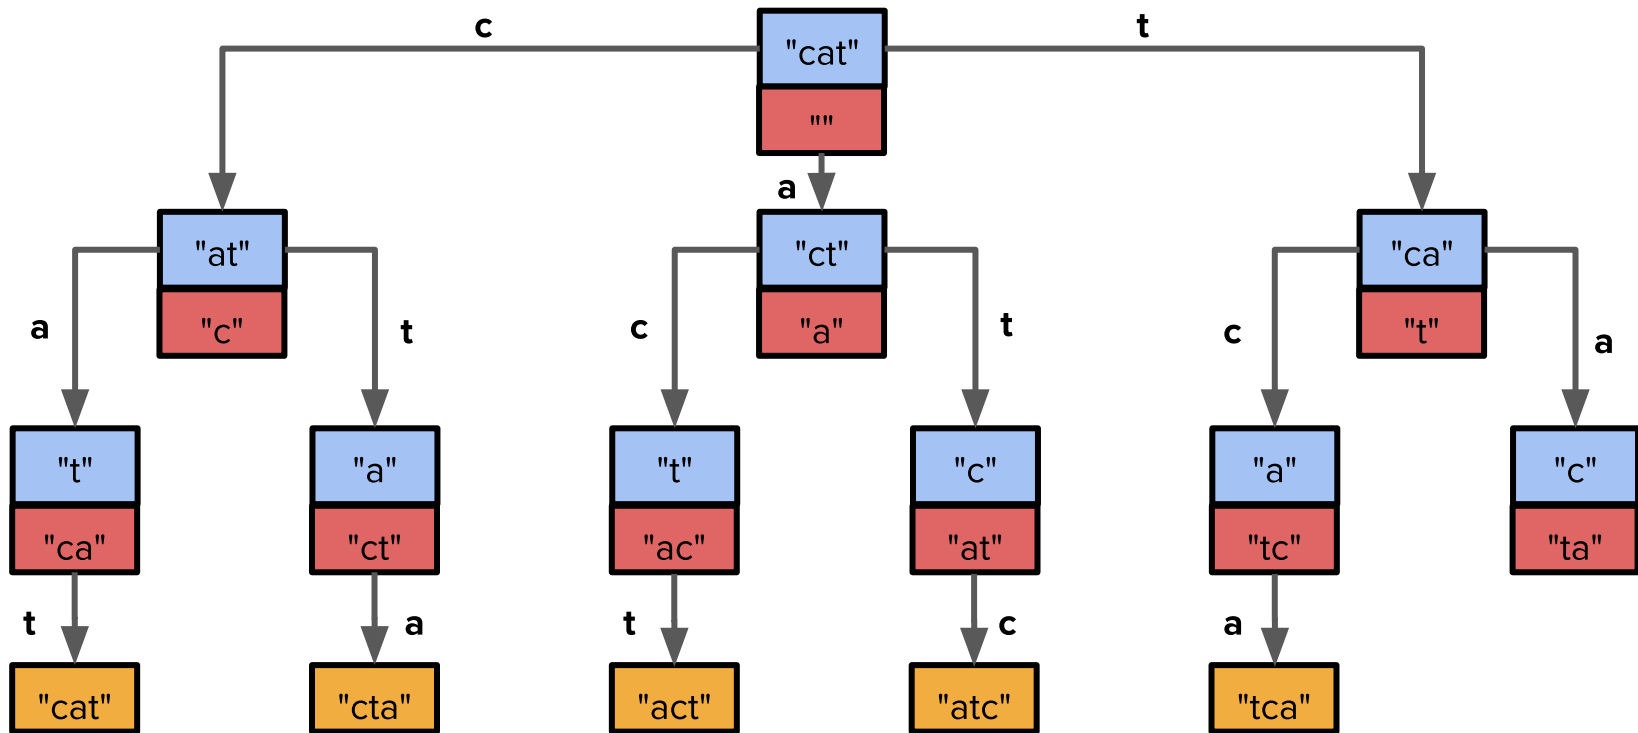 c
"cat"
t
""
a
"at"
"ct"
"ca"
a
"c"
t
c
"a"
t
c
"t"
a
"t"
"a"
"t"
"c"
"a"
"c"
"ca"
"ct"
"ac"
"at"
"tc"
"ta"
t
a
t
c
a
"cat"
"cta"
"act"
"atc"
"tca"